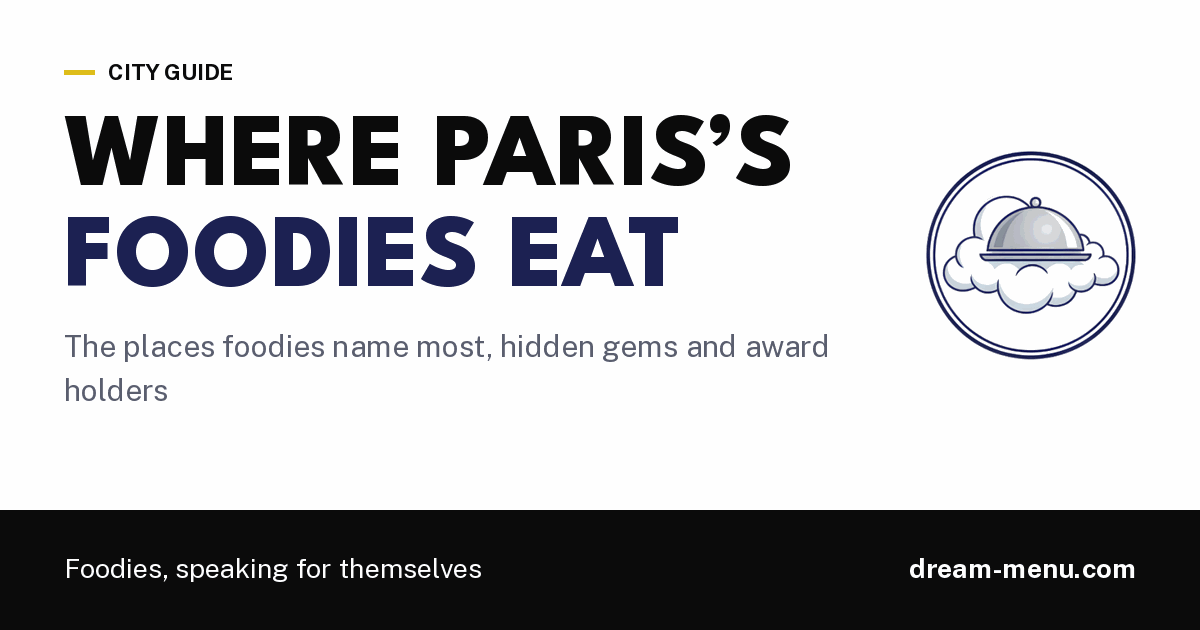 CITY GUIDE
WHERE PARIS’S
FOODIES EAT
The places foodies name most, hidden gems and award
holders
Foodies, speaking for themselves
dream-menu.com